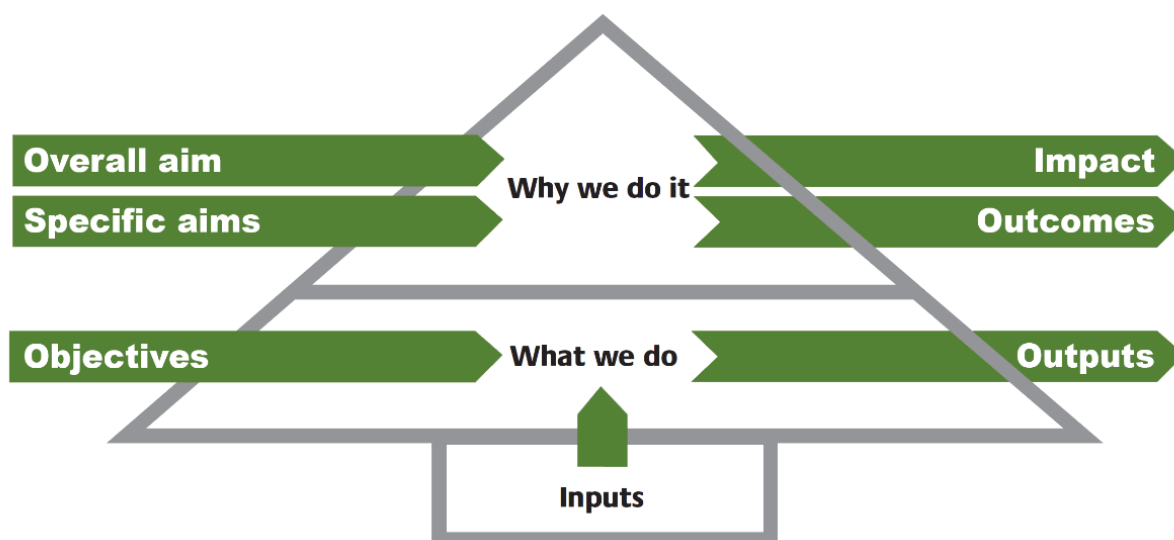 Overall aim
Impact
Why we do it
Specific aims
Outcomes
Objectives
What we do
Outputs
Inputs